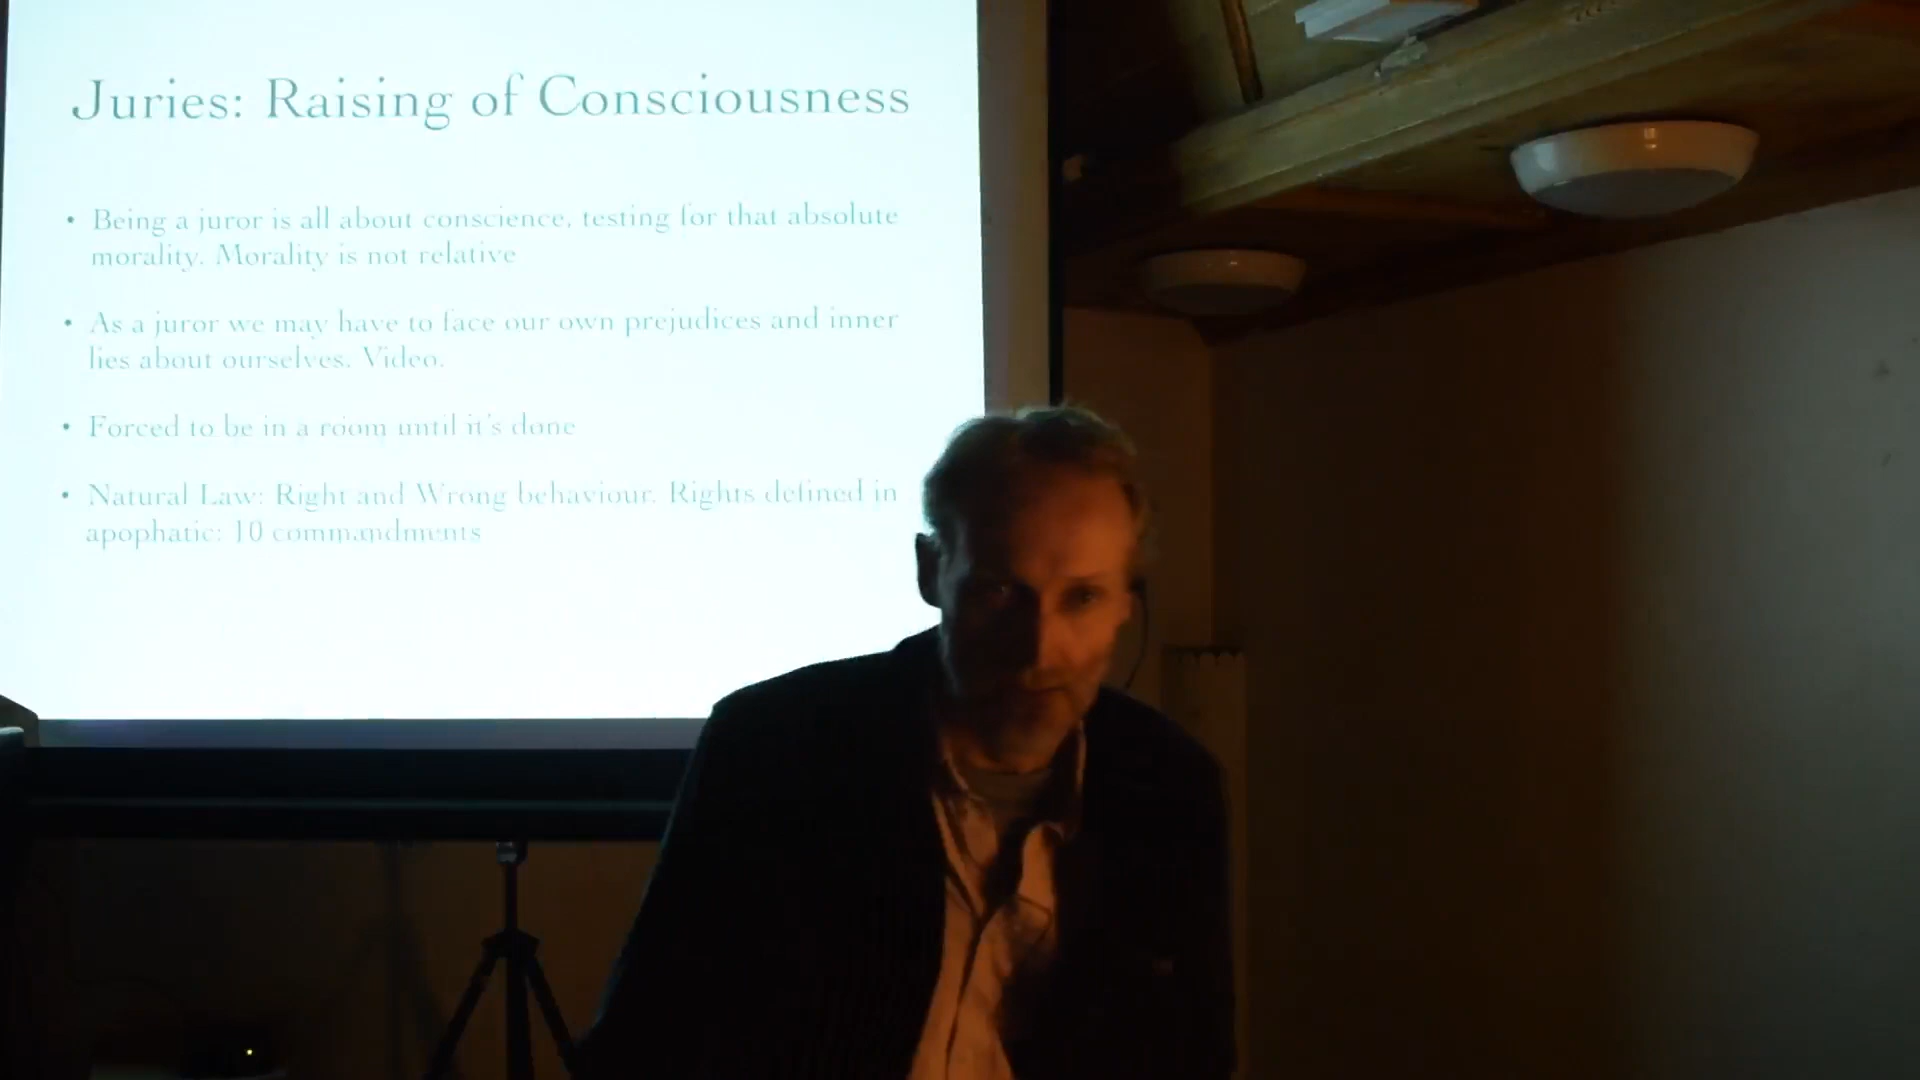 Juries: Raising of Consciousness
• Being a juror is all about conscience, testing for that absolute
morality. Morality is not relative
• As a juror we may have to face our own prejudices and inner
lies about ourselves. Video.
• Forced to be in a room until it's done
• Natural Law: Right and Wrong behaviour. Rights defined in
apophatic: 10 commandments